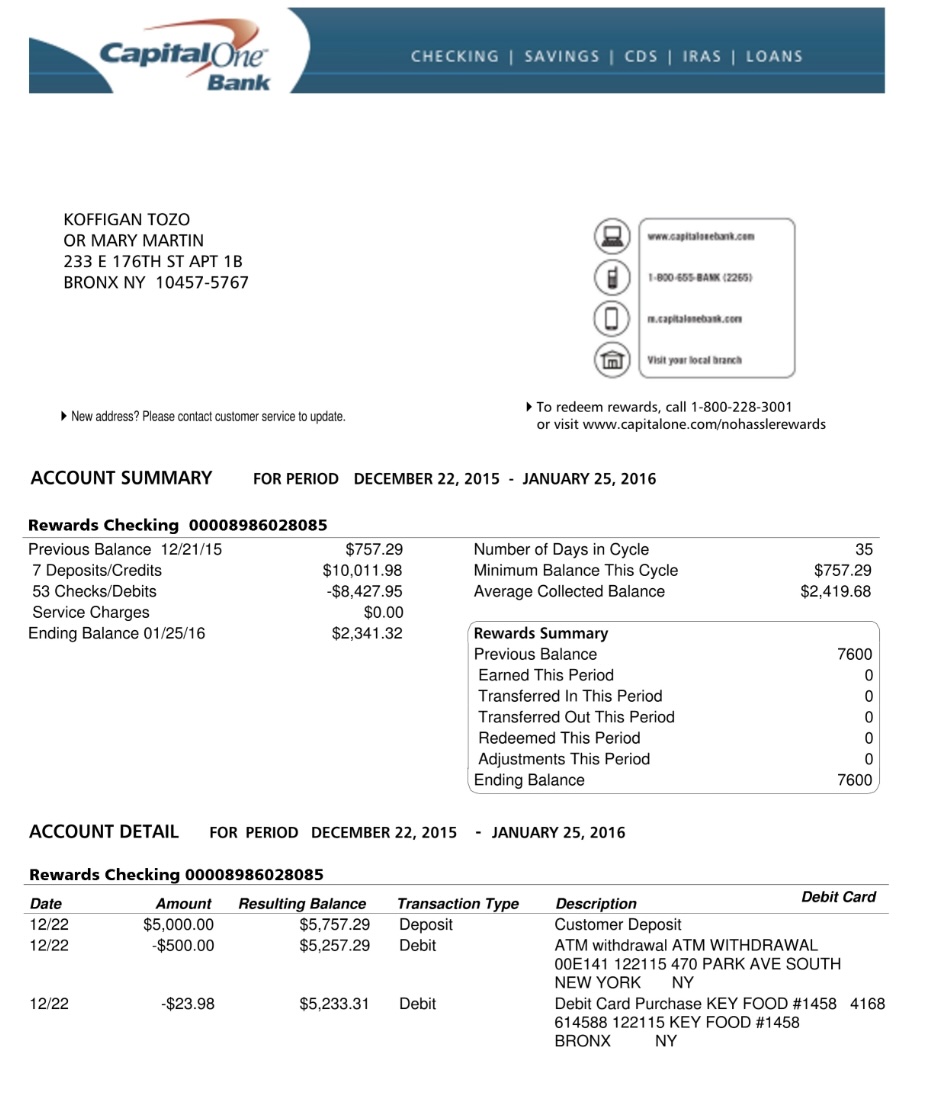 CapitalOne
Bank
CHECKING | SAVINGS | CDS | IRAS | LOANS
KOFFIGAN TOZO
OR MARY MARTIN
233 E 176TH ST APT 1B
BRONX NY 10457-5767
www.capitalonebank.com
1-800-655-BANK (2265)
m.capitalonebank.com
Visit your local branch
New address? Please contact customer service to update.
To redeem rewards, call 1-800-228-3001
or visit www.capitalone.com/nohasslerewards
ACCOUNT SUMMARY FOR PERIOD DECEMBER 22, 2015 - JANUARY 25, 2016
Rewards Checking 00008986028085
Previous Balance 12/21/15 $757.29
7 Deposits/Credits $10,011.98
53 Checks/Debits -$8,427.95
Service Charges $0.00
Ending Balance 01/25/16 $2,341.32
Number of Days in Cycle 35
Minimum Balance This Cycle $757.29
Average Collected Balance $2,419.68
Rewards Summary
Previous Balance 7600
Earned This Period 0
Transferred In This Period 0
Transferred Out This Period 0
Redeemed This Period 0
Adjustments This Period 0
Ending Balance 7600
ACCOUNT DETAIL FOR PERIOD DECEMBER 22, 2015 - JANUARY 25, 2016
Rewards Checking 00008986028085
Date Amount Resulting Balance Transaction Type Description Debit Card
12/22 $5,000.00 $5,757.29 Deposit Customer Deposit
12/22 -$500.00 $5,257.29 Debit ATM withdrawal ATM WITHDRAWAL
00E141 122115 470 PARK AVE SOUTH
NEW YORK NY
12/22 -$23.98 $5,233.31 Debit Debit Card Purchase KEY FOOD #1458 4168
614588 122115 KEY FOOD #1458
BRONX NY